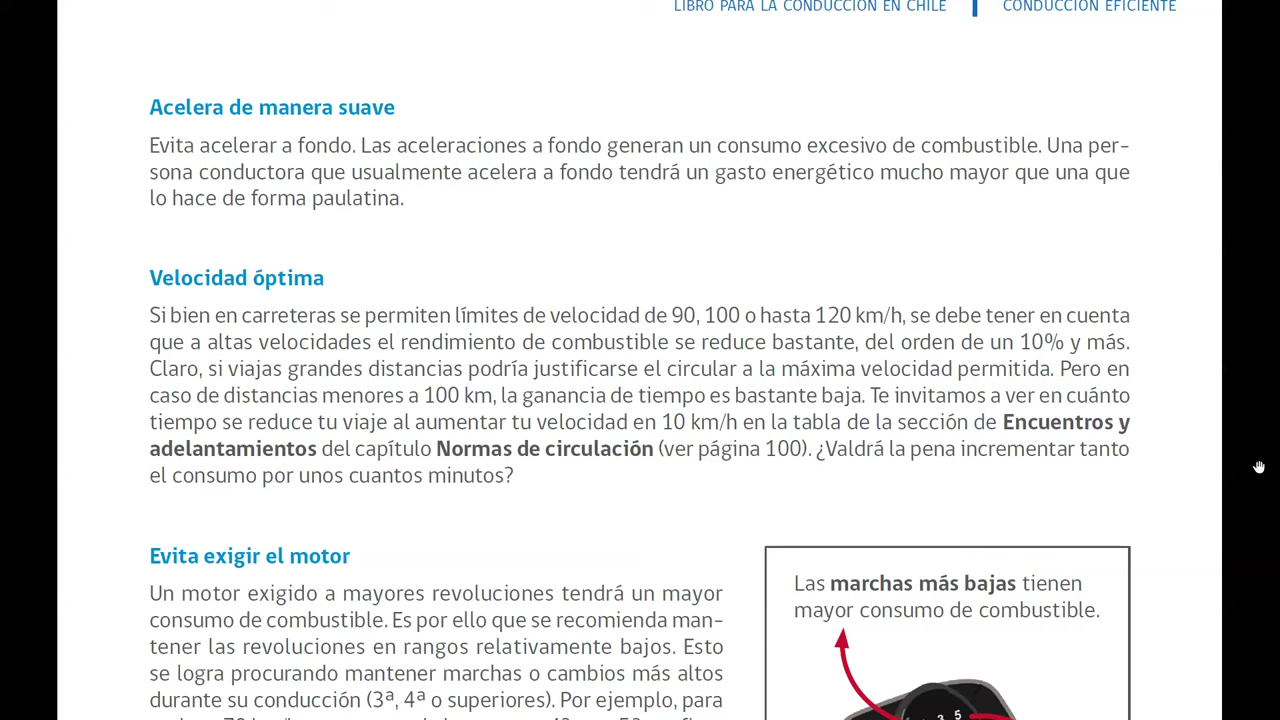 LIBRO PARA LA CONDUCCIÓN EN CHILE | CONDUCCIÓN EFICIENTE
Acelera de manera suave
Evita acelerar a fondo. Las aceleraciones a fondo generan un consumo excesivo de combustible. Una per-
sona conductora que usualmente acelera a fondo tendrá un gasto energético mucho mayor que una que
lo hace de forma paulatina.
Velocidad óptima
Si bien en carreteras se permiten límites de velocidad de 90, 100 o hasta 120 km/h, se debe tener en cuenta
que a altas velocidades el rendimiento de combustible se reduce bastante, del orden de un 10% y más.
Claro, si viajas grandes distancias podría justificarse el circular a la máxima velocidad permitida. Pero en
caso de distancias menores a 100 km, la ganancia de tiempo es bastante baja. Te invitamos a ver en cuánto
tiempo se reduce tu viaje al aumentar tu velocidad en 10 km/h en la tabla de la sección de Encuentros y
adelantamientos del capítulo Normas de circulación (ver página 100). ¿Valdrá la pena incrementar tanto
el consumo por unos cuantos minutos?
Evita exigir el motor
Un motor exigido a mayores revoluciones tendrá un mayor
consumo de combustible. Es por ello que se recomienda man-
tener las revoluciones en rangos relativamente bajos. Esto
se logra procurando mantener marchas o cambios más altos
durante su conducción (3ª, 4ª o superiores). Por ejemplo, para
Las marchas más bajas tienen
mayor consumo de combustible.
3 5